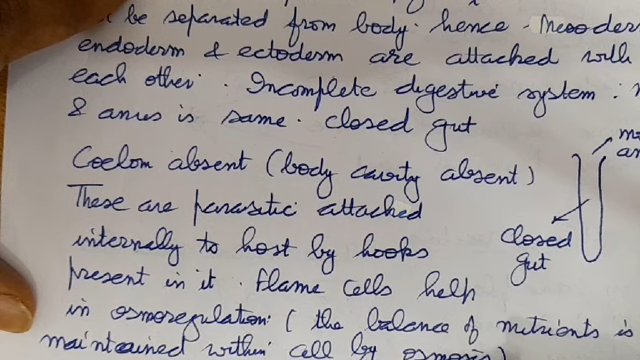 be separated from body. hence. Mesoder
endoderm & ectoderm are attached with
each other. Incomplete digestive system:
& anus is same. closed gut
Coelom absent (body cavity absent)
These are parasitic attached
internally to host by hooks
present in it. Flame cells help
in osmoregulation: (the balance of nutrients is
maintained within cell by osmosis)
m
an
closed
gut